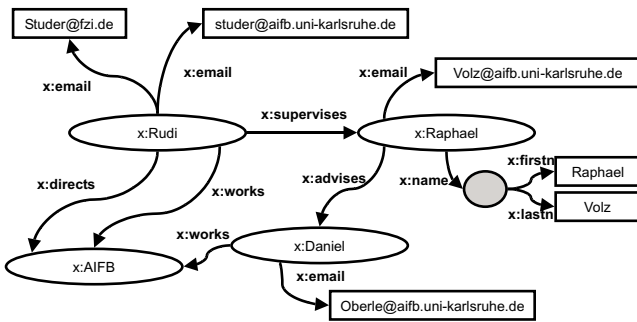 Studer@fzi.de
studer@aifb.uni-karlsruhe.de
x:email
x:email
x:email
Volz@aifb.uni-karlsruhe.de
x:supervises
x:Rudi
x:Raphael
x:firstn
Raphael
x:directs
x:works
x:advises
x:name
x:lastn
Volz
x:works
x:Daniel
x:AIFB
x:email
Oberle@aifb.uni-karlsruhe.de